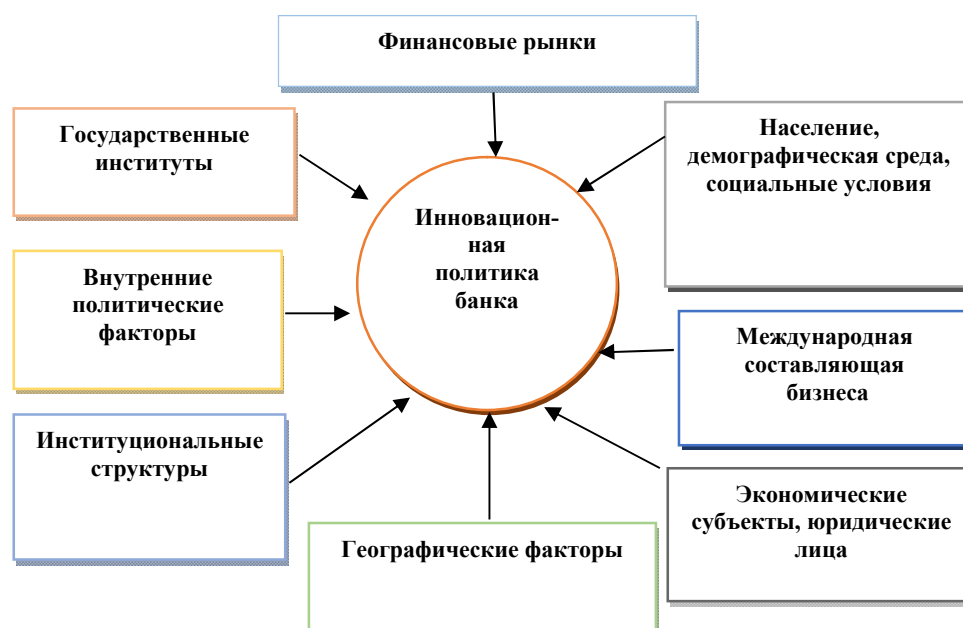 Финансовые рынки
Государственные
институты
Население,
демографическая среда,
социальные условия
Инновацион-
ная
политика
банка
Внутренние
политические
факторы
Международная
составляющая
бизнеса
Институциональные
структуры
Экономические
субъекты, юридические
лица
Географические факторы